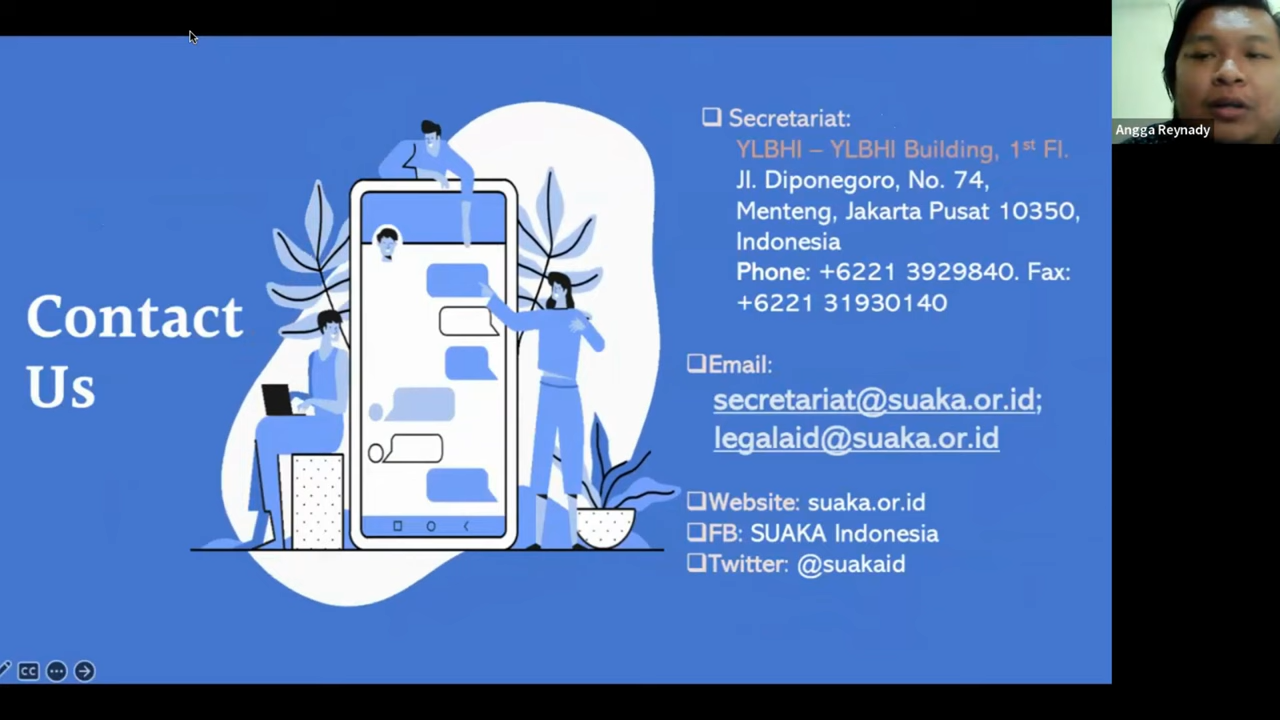 Contact
Us
❑ Secretariat:
YLBHI – YLBHI Building, 1st Fl.
Jl. Diponegoro, No. 74,
Menteng, Jakarta Pusat 10350,
Indonesia
Phone: +6221 3929840. Fax:
+6221 31930140
❑Email:
secretariat@suaka.or.id;
legalaid@suaka.or.id
❑Website: suaka.or.id
❑FB: SUAKA Indonesia
❑Twitter: @suakaid
Angga Reynady
CC